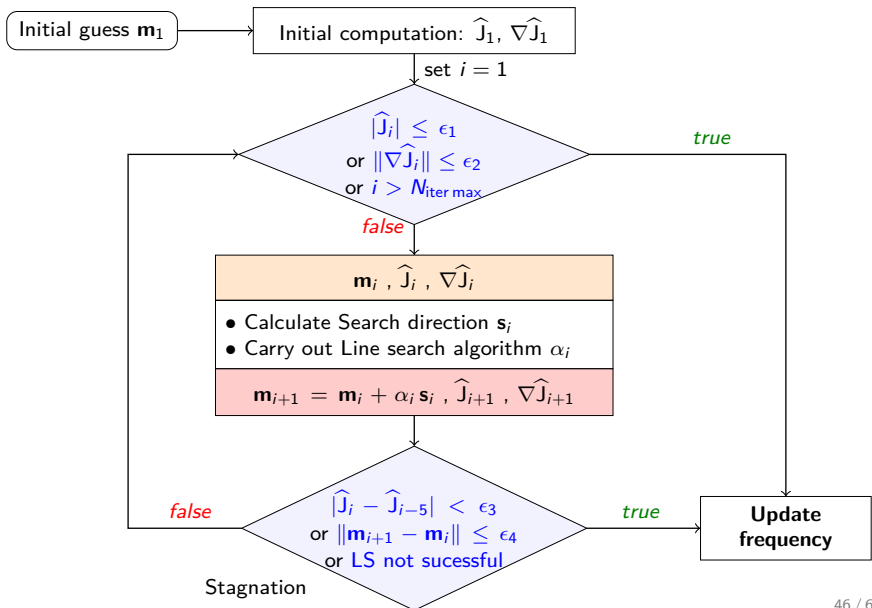 Initial guess m₁
Initial computation: Ĵ₁, ∇Ĵ₁
set i = 1
|Ĵᵢ| ≤ ϵ₁
or ‖∇Ĵᵢ‖ ≤ ϵ₂
or i > N_iter max
true
false
mᵢ , Ĵᵢ , ∇Ĵᵢ
• Calculate Search direction sᵢ
• Carry out Line search algorithm αᵢ
mᵢ₊₁ = mᵢ + αᵢ sᵢ , Ĵᵢ₊₁ , ∇Ĵᵢ₊₁
|Ĵᵢ − Ĵᵢ₋₅| < ϵ₃
or ‖mᵢ₊₁ − mᵢ‖ ≤ ϵ₄
or LS not sucessful
false
true
Update
frequency
Stagnation
46 / 6